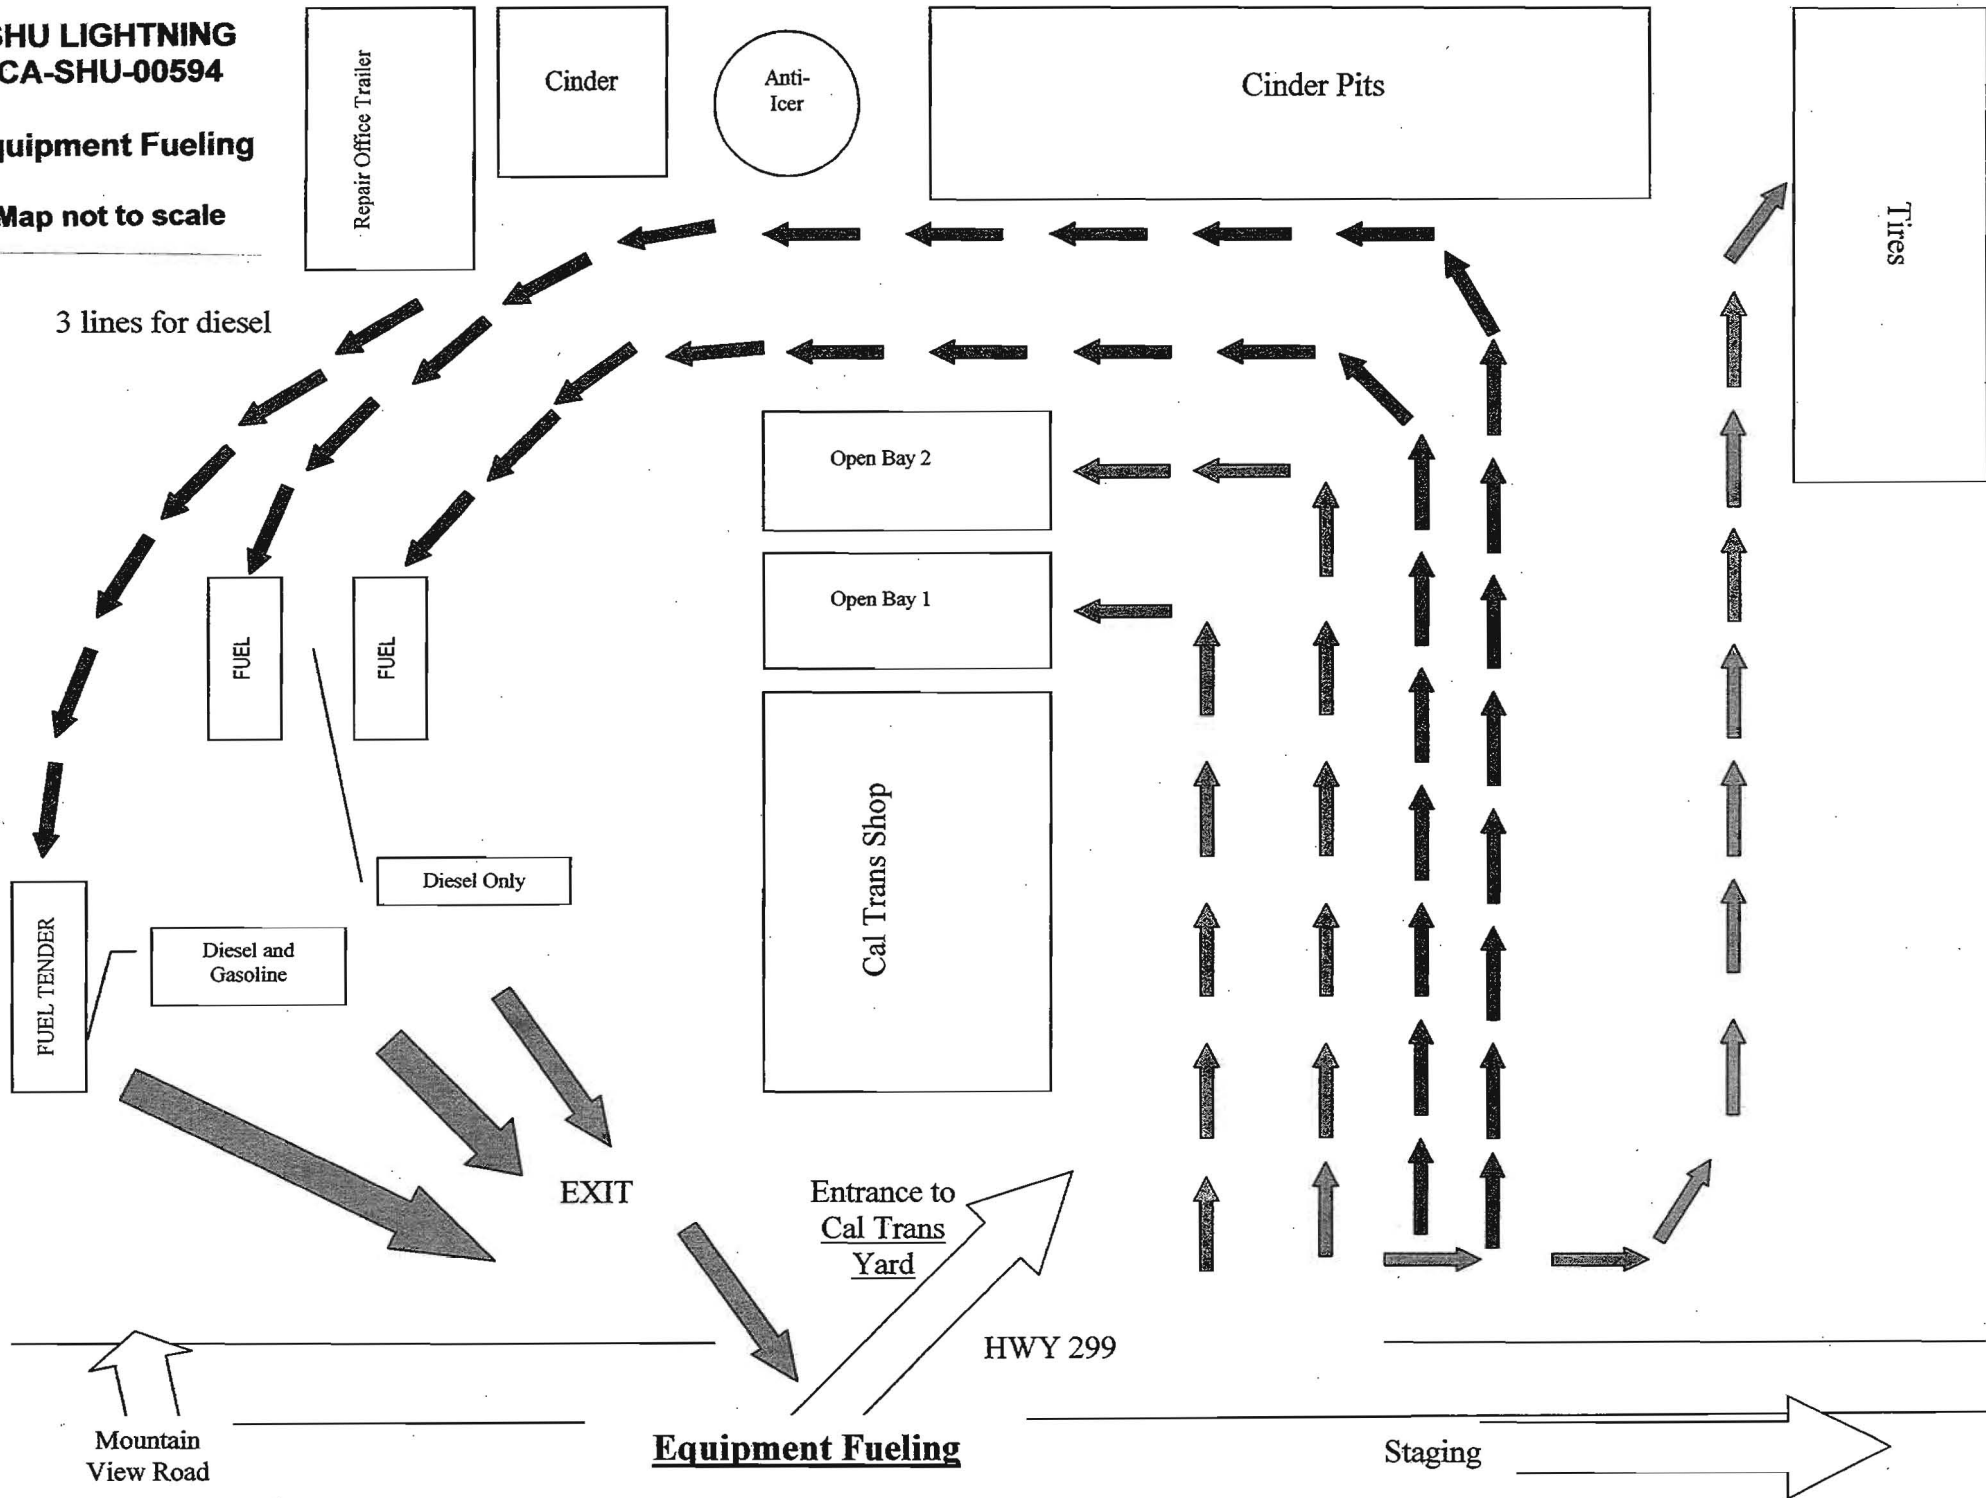 SHU LIGHTNING
CA-SHU-00594
quipment Fueling
Map not to scale
3 lines for diesel
Repair Office Trailer
Cinder
Anti-
Icer
Cinder Pits
Tires
Open Bay 2
Open Bay 1
FUEL
FUEL
Cal Trans Shop
Diesel Only
FUEL TENDER
Diesel and
Gasoline
EXIT
Entrance to
Cal Trans
Yard
HWY 299
Mountain
View Road
Equipment Fueling
Staging